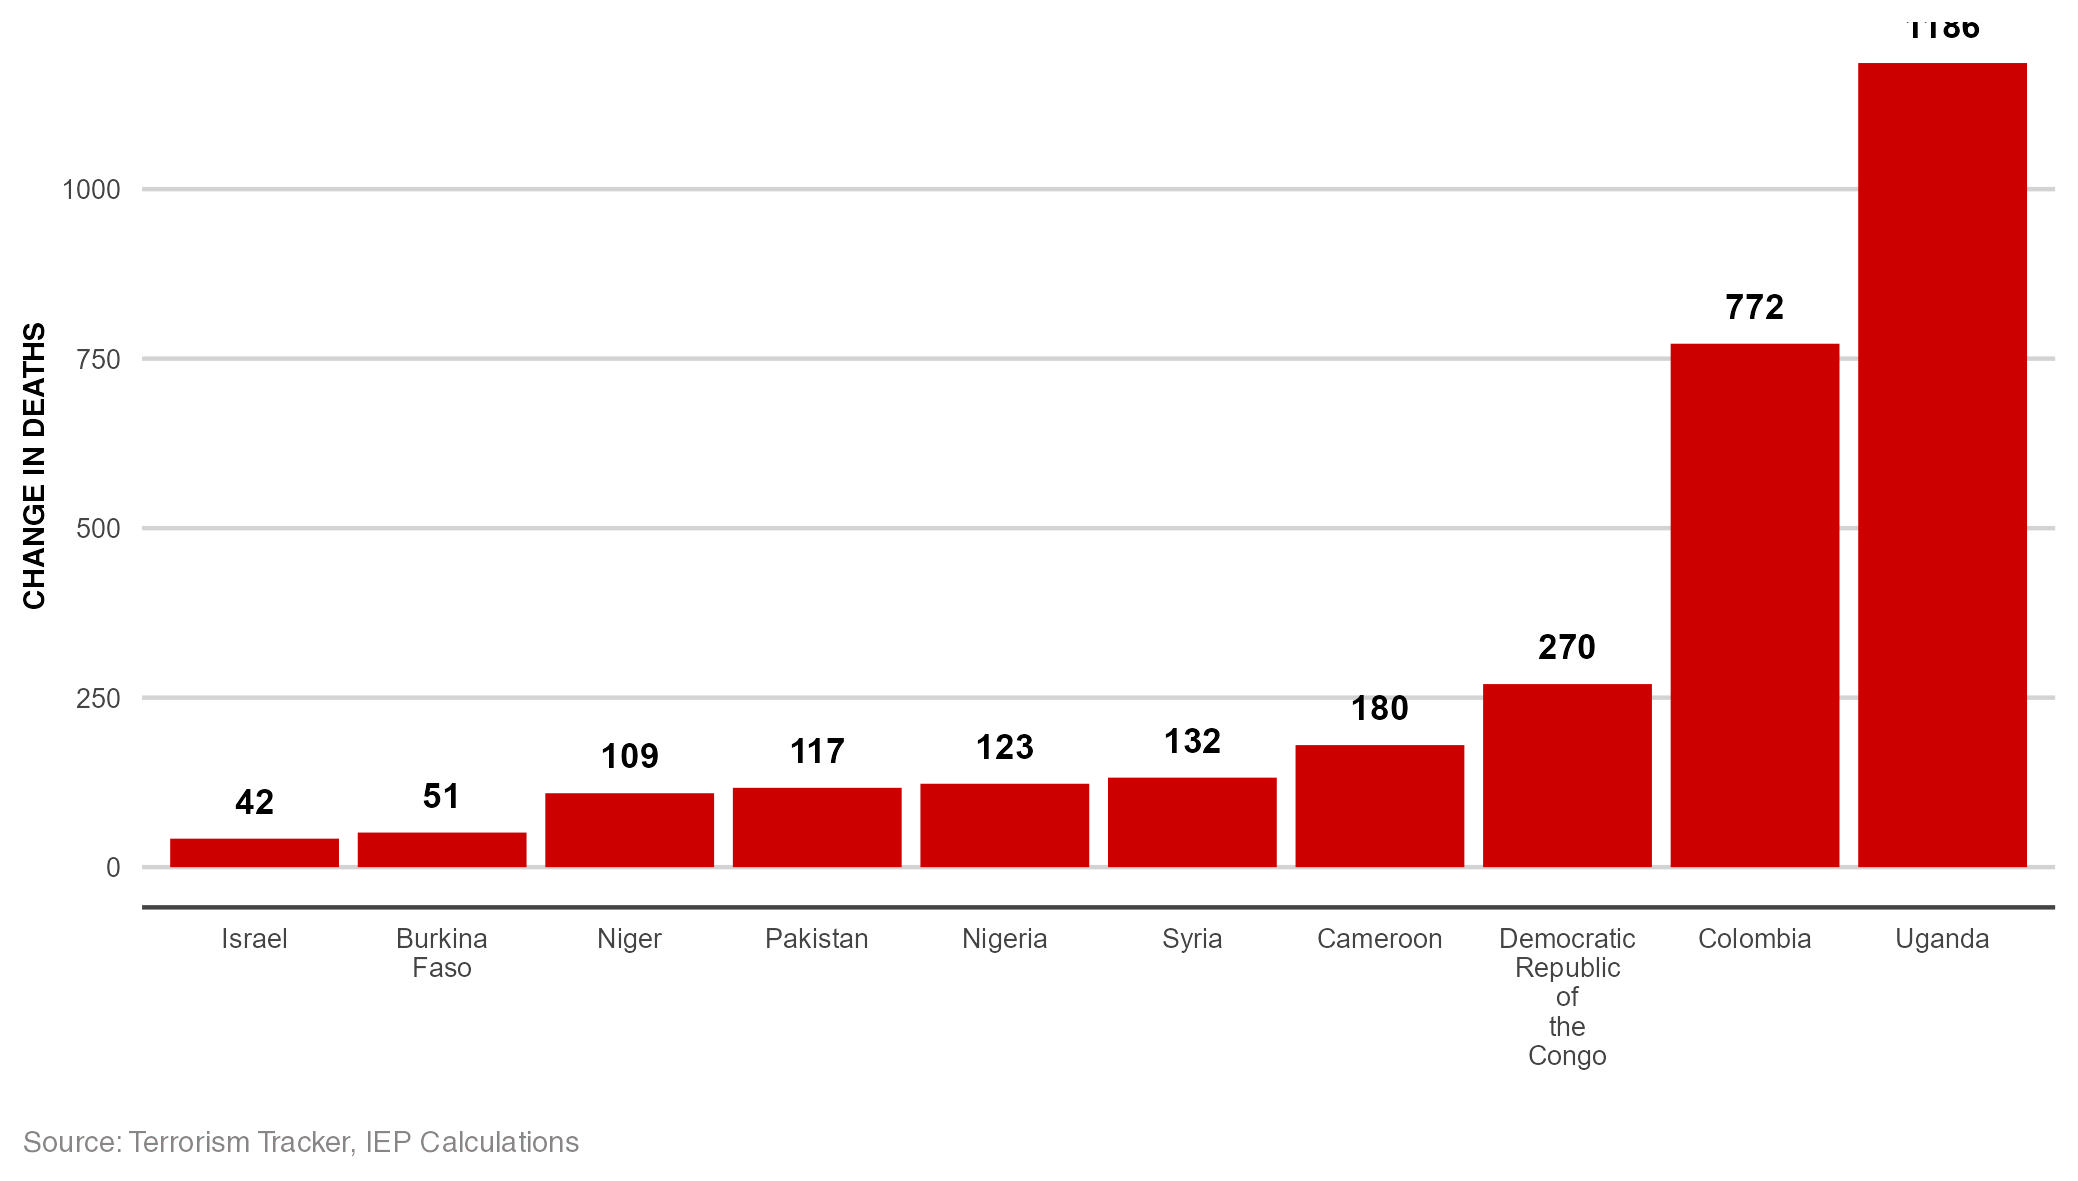 1186
1000
772
750
CHANGE IN DEATHS
500
270
250
180
132
123
117
109
51
42
0
Israel
Burkina
Faso
Niger
Pakistan
Nigeria
Syria
Cameroon
Democratic
Republic
of
the
Congo
Colombia
Uganda
Source: Terrorism Tracker, IEP Calculations